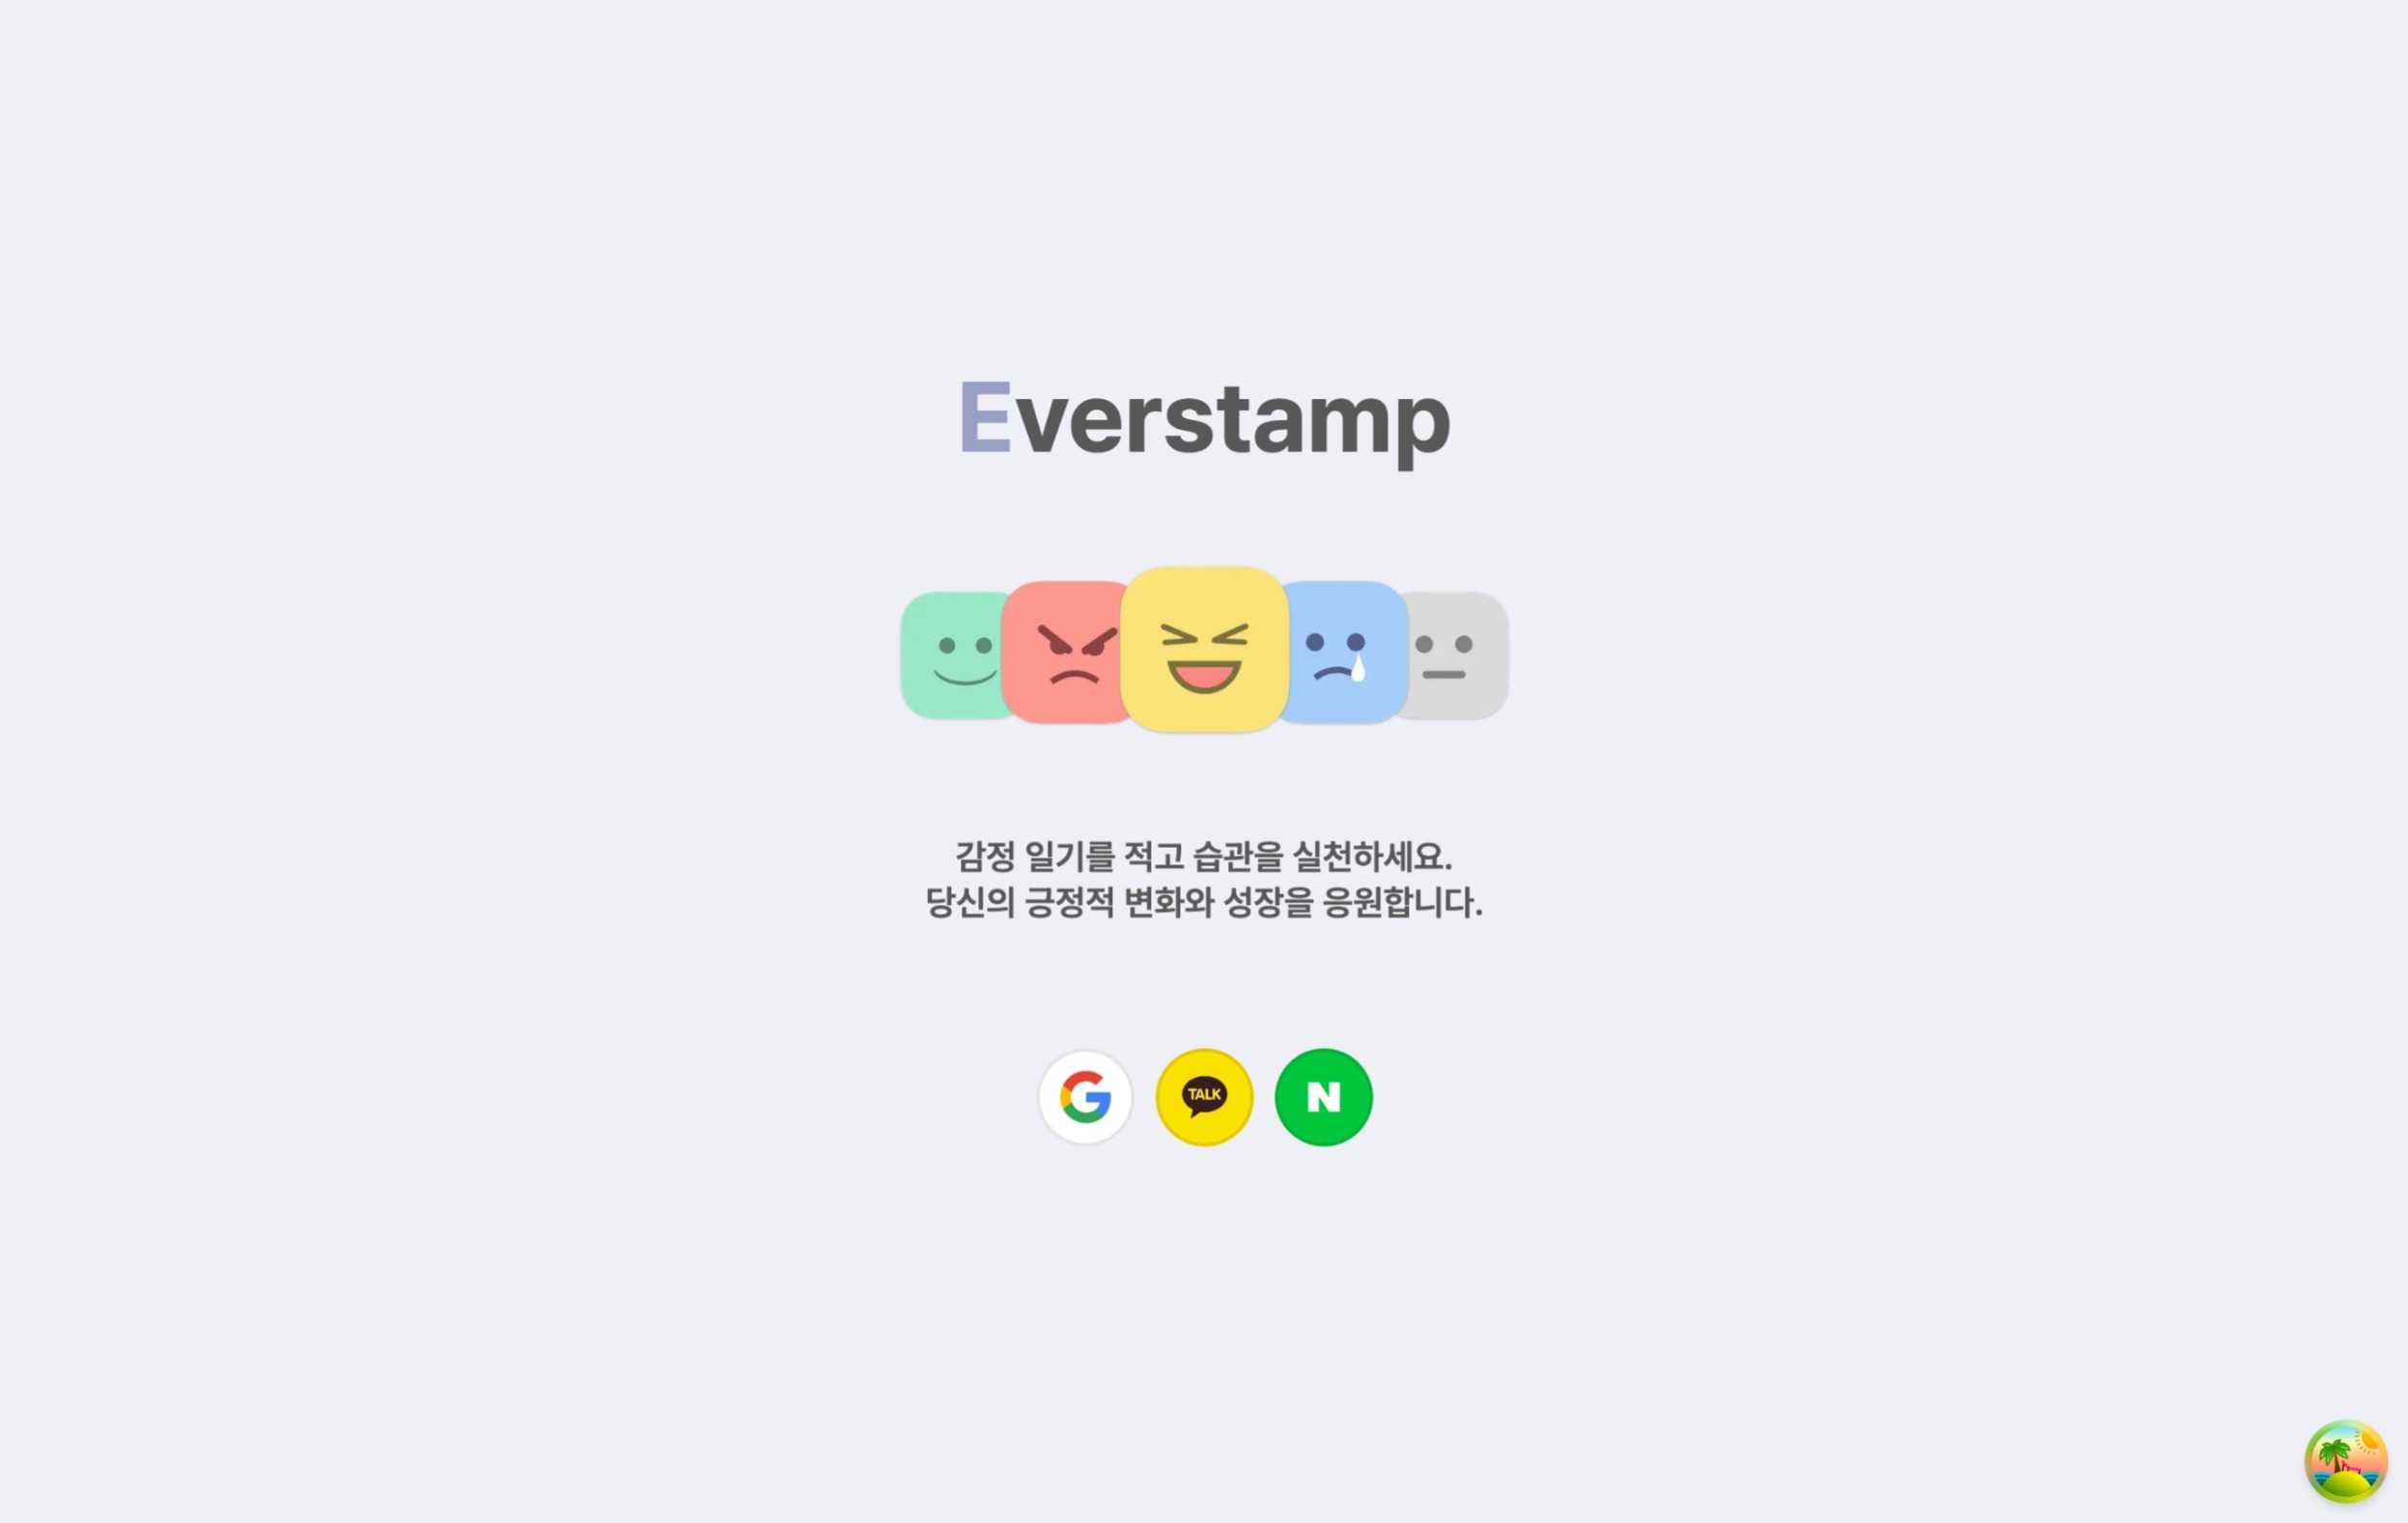 Everstamp
감정 일기를 적고 습관을 실천하세요.
당신의 긍정적 변화와 성장을 응원합니다.
G
TALK
N